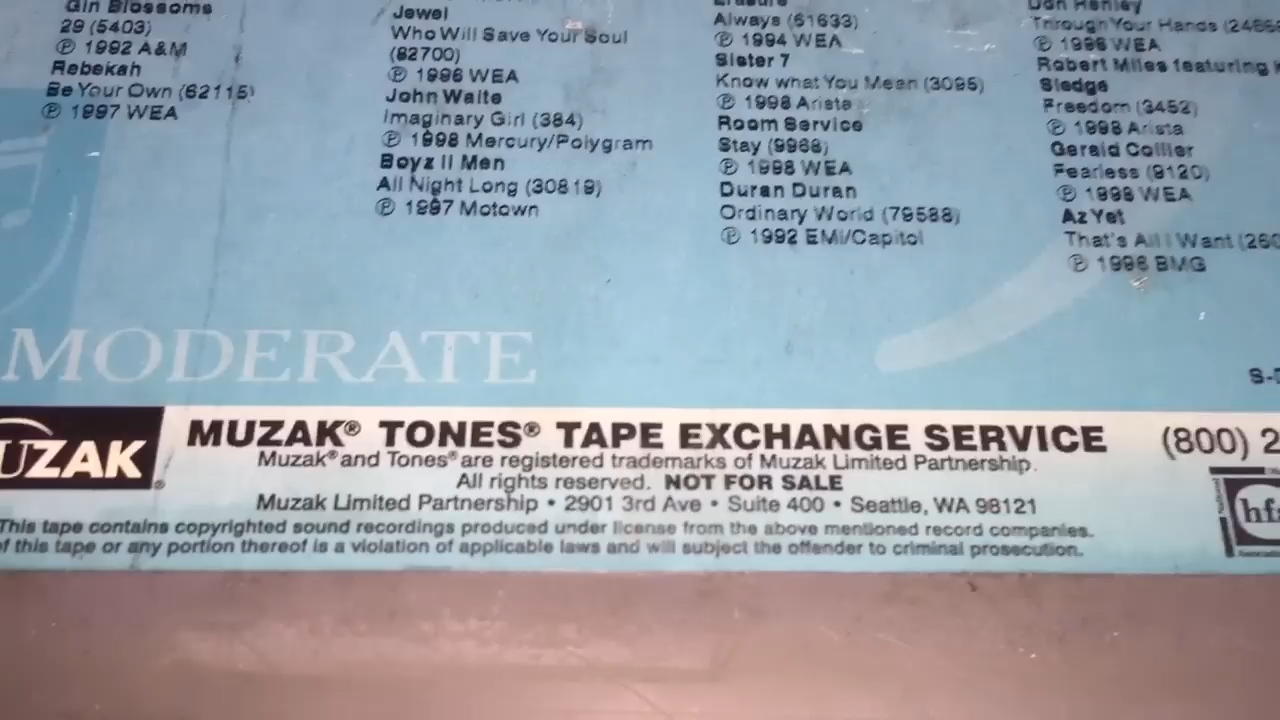 Gin Blossoms
29 (5403)
℗ 1992 A&M
Rebekah
Be Your Own (62115)
℗ 1997 WEA
Jewel
Who Will Save Your Soul
(62700)
℗ 1996 WEA
John Waite
Imaginary Girl (384)
℗ 1998 Mercury/Polygram
Boyz II Men
All Night Long (30819)
℗ 1997 Motown
Erasure
Always (61633)
℗ 1994 WEA
Sister 7
Know what You Mean (3095)
℗ 1998 Arista
Room Service
Stay (9968)
℗ 1998 WEA
Duran Duran
Ordinary World (79588)
℗ 1992 EMI/Capitol
Don Henley
Through Your Hands
℗ 1996 WEA
Robert Miles featuring
Sledge
Freedom (3452)
℗ 1998 Arista
Gerald Collier
Fearless (9120)
℗ 1998 WEA
Az Yet
That's All I Want (260
℗ 1996 BMG
MODERATE
UZAK®
MUZAK® TONES® TAPE EXCHANGE SERVICE (800) 2
Muzak® and Tones® are registered trademarks of Muzak Limited Partnership.
All rights reserved. NOT FOR SALE
Muzak Limited Partnership • 2901 3rd Ave • Suite 400 • Seattle, WA 98121
This tape contains copyrighted sound recordings produced under license from the above mentioned record companies.
of this tape or any portion thereof is a violation of applicable laws and will subject the offender to criminal prosecution.
hf